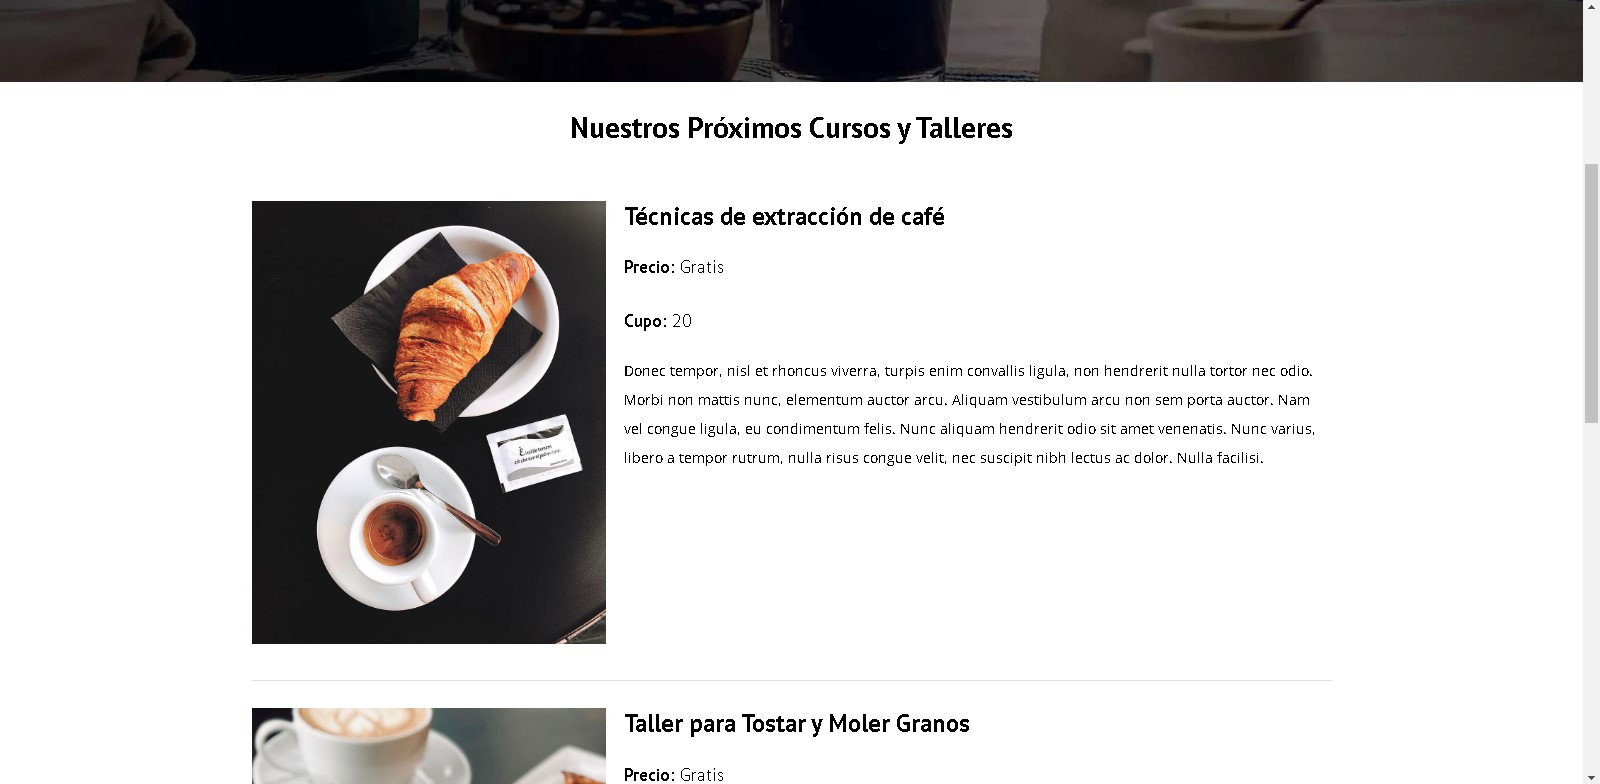 Nuestros Próximos Cursos y Talleres
Técnicas de extracción de café
Precio: Gratis
Cupo: 20
Donec tempor, nisl et rhoncus viverra, turpis enim convallis ligula, non hendrerit nulla tortor nec odio.
Morbi non mattis nunc, elementum auctor arcu. Aliquam vestibulum arcu non sem porta auctor. Nam
vel congue ligula, eu condimentum felis. Nunc aliquam hendrerit odio sit amet venenatis. Nunc varius,
libero a tempor rutrum, nulla risus congue velit, nec suscipit nibh lectus ac dolor. Nulla facilisi.
Taller para Tostar y Moler Granos
Precio: Gratis